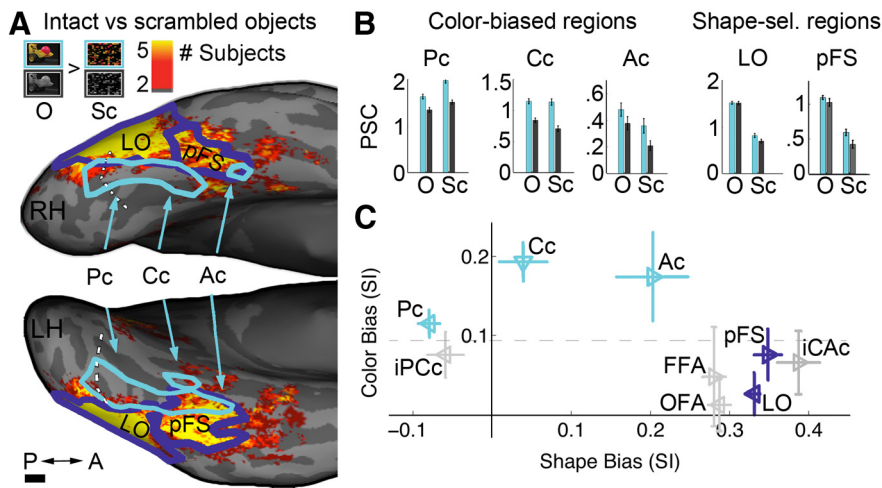 A Intact vs scrambled objects
O > Sc
5
2
# Subjects
LO
pFS
RH
Pc Cc Ac
LH
LO
pFS
P A
B Color-biased regions Shape-sel. regions
Pc Cc Ac LO pFS
PSC
2
1
0
O Sc
1.5
1
.5
0
O Sc
.6
.4
.2
0
O Sc
2
1
0
O Sc
1
.5
0
O Sc
C
Color Bias (SI)
0.2
0.1
Cc
Ac
Pc
iPCc
pFS
iCAc
FFA
OFA
LO
-0.1 0.1 0.2 0.3 0.4
Shape Bias (SI)